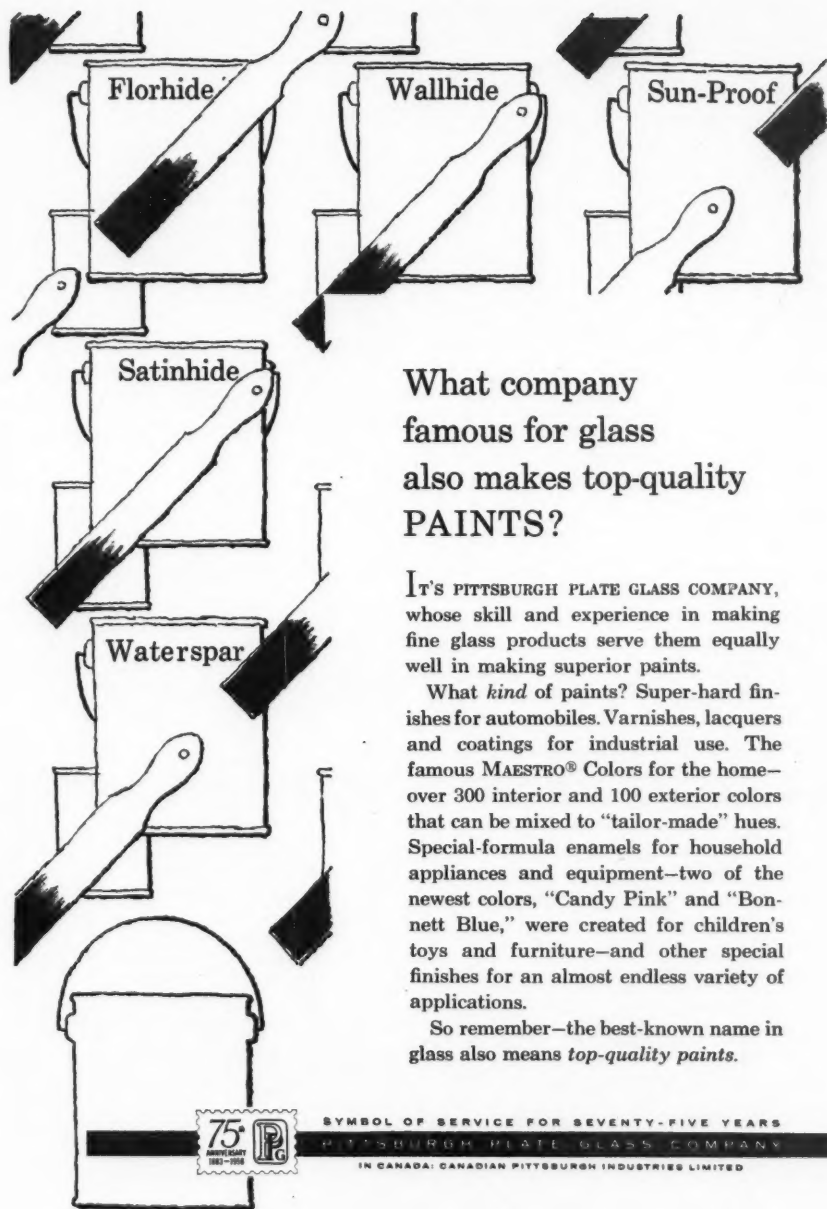 Florhide
Wallhide
Sun-Proof
Satinhide
Waterspar
What company
famous for glass
also makes top-quality
PAINTS?
IT'S PITTSBURGH PLATE GLASS COMPANY,
whose skill and experience in making
fine glass products serve them equally
well in making superior paints.
What kind of paints? Super-hard fin-
ishes for automobiles. Varnishes, lacquers
and coatings for industrial use. The
famous MAESTRO® Colors for the home—
over 300 interior and 100 exterior colors
that can be mixed to “tailor-made” hues.
Special-formula enamels for household
appliances and equipment—two of the
newest colors, “Candy Pink” and “Bon-
nett Blue,” were created for children’s
toys and furniture—and other special
finishes for an almost endless variety of
applications.
So remember—the best-known name in
glass also means top-quality paints.
75th
ANNIVERSARY
1883–1958
PPG
SYMBOL OF SERVICE FOR SEVENTY-FIVE YEARS
PITTSBURGH PLATE GLASS COMPANY
IN CANADA: CANADIAN PITTSBURGH INDUSTRIES LIMITED